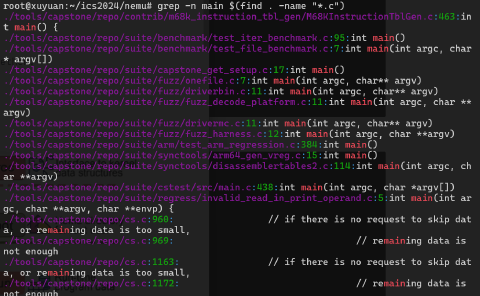 root@xuyuan:~/ics2024/nemu# grep -n main $(find . -name "*.c")
./tools/capstone/repo/contrib/m68k_instruction_tbl_gen/M68KInstructionTblGen.c:463:in
t main() {
./tools/capstone/repo/suite/benchmark/test_iter_benchmark.c:95:int main()
./tools/capstone/repo/suite/benchmark/test_file_benchmark.c:7:int main(int argc, char
* argv[])
./tools/capstone/repo/suite/capstone_get_setup.c:17:int main()
./tools/capstone/repo/suite/fuzz/onefile.c:7:int main(int argc, char** argv)
./tools/capstone/repo/suite/fuzz/driverbin.c:11:int main(int argc, char** argv)
./tools/capstone/repo/suite/fuzz/fuzz_decode_platform.c:11:int main(int argc, char **
argv)
./tools/capstone/repo/suite/fuzz/drivermc.c:11:int main(int argc, char** argv)
./tools/capstone/repo/suite/fuzz/fuzz_harness.c:12:int main(int argc, char **argv)
./tools/capstone/repo/suite/arm/test_arm_regression.c:384:int main()
./tools/capstone/repo/suite/synctools/arm64_gen_vreg.c:15:int main()
./tools/capstone/repo/suite/synctools/disassemblertables2.c:114:int main(int argc, ch
ar **argv)
./tools/capstone/repo/suite/cstest/src/main.c:438:int main(int argc, char *argv[])
./tools/capstone/repo/suite/regress/invalid_read_in_print_operand.c:5:int main(int ar
gc, char **argv, char **envp) {
./tools/capstone/repo/cs.c:960: // if there is no request to skip dat
a, or remaining data is too small,
./tools/capstone/repo/cs.c:969: // remaining data is
not enough
./tools/capstone/repo/cs.c:1163: // if there is no request to skip dat
a, or remaining data is too small,
./tools/capstone/repo/cs.c:1172: // remaining data is
not enough